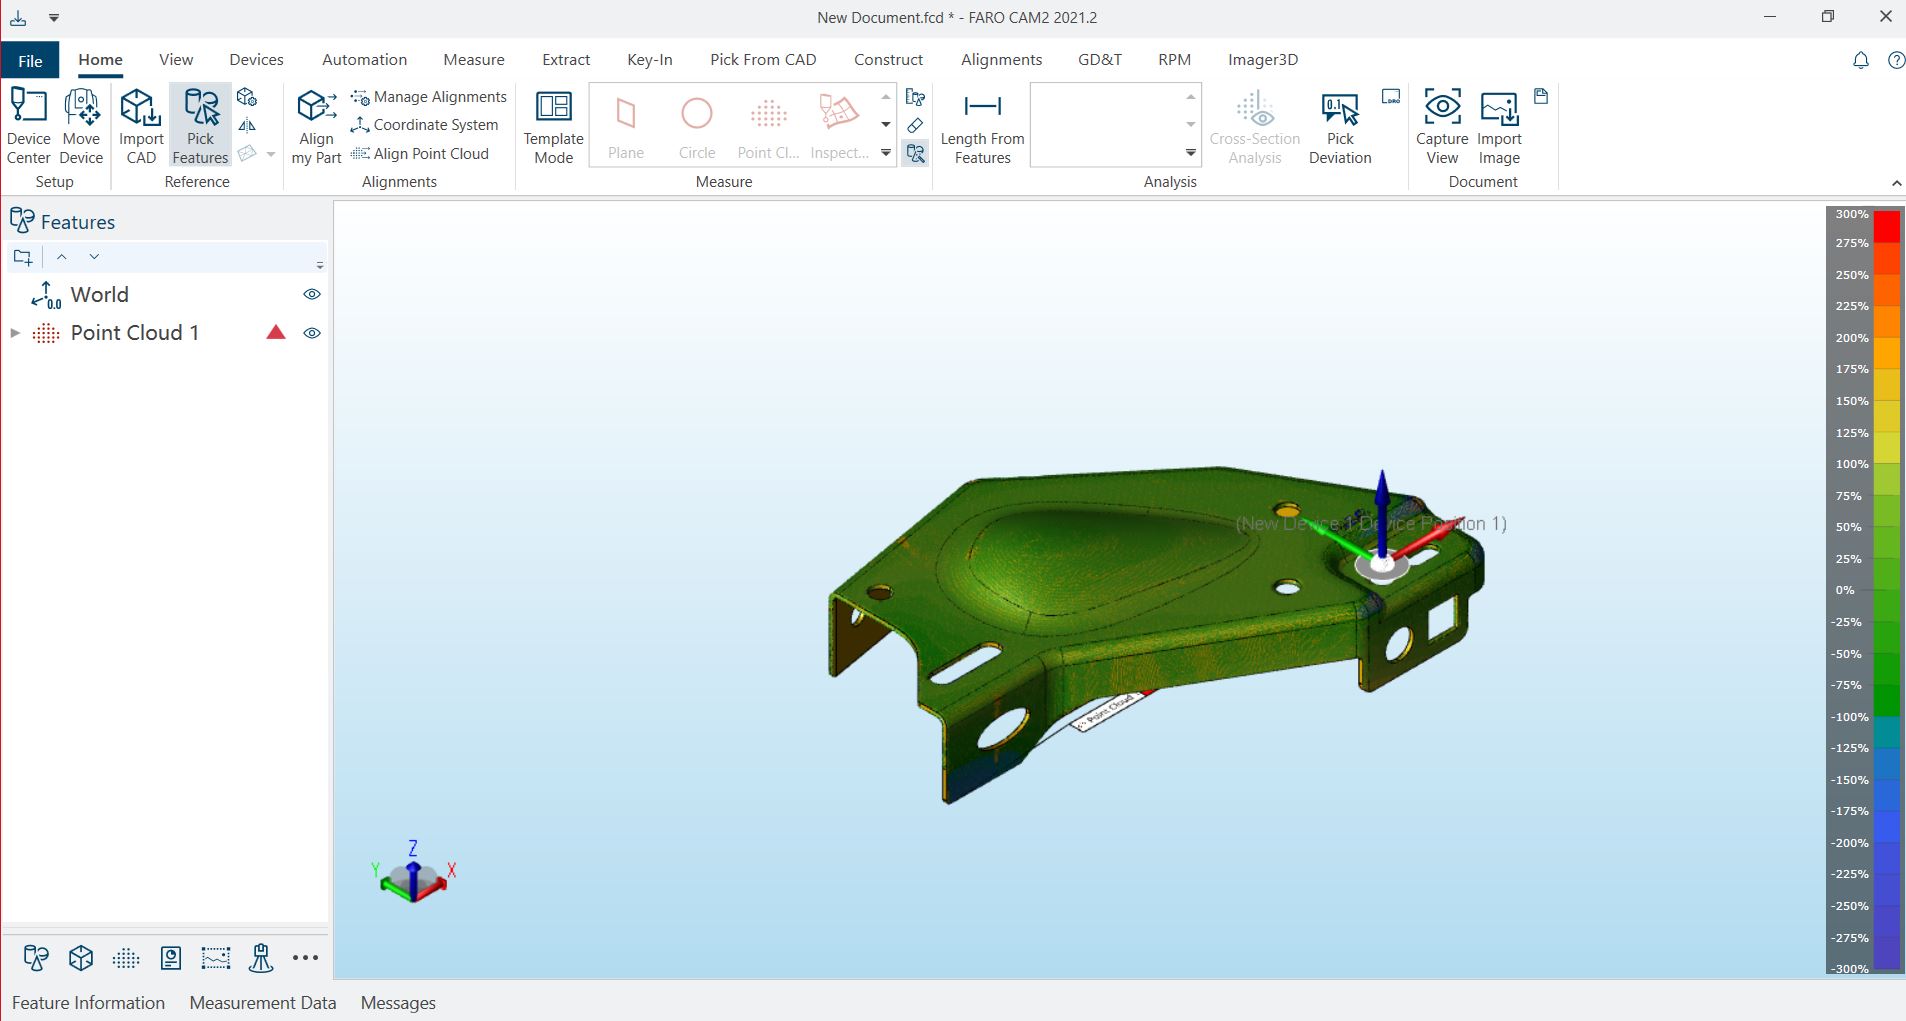 New Document.fcd * - FARO CAM2 2021.2
File Home View Devices Automation Measure Extract Key-In Pick From CAD Construct Alignments GD&T RPM Imager3D
Device Center
Move Device
Setup
Import CAD
Pick Features
Reference
Align my Part
Manage Alignments
Coordinate System
Align Point Cloud
Alignments
Template Mode
Plane
Circle
Point Cl...
Inspect...
Measure
Length From Features
Cross-Section Analysis
0.1
Pick Deviation
DRO
Analysis
Capture View
Import Image
Document
Features
0.0
World
Point Cloud 1
(New Device 1 Device Position 1)
Point Cloud
Z
Y
X
300%
275%
250%
225%
200%
175%
150%
125%
100%
75%
50%
25%
0%
-25%
-50%
-75%
-100%
-125%
-150%
-175%
-200%
-225%
-250%
-275%
-300%
Feature Information Measurement Data Messages